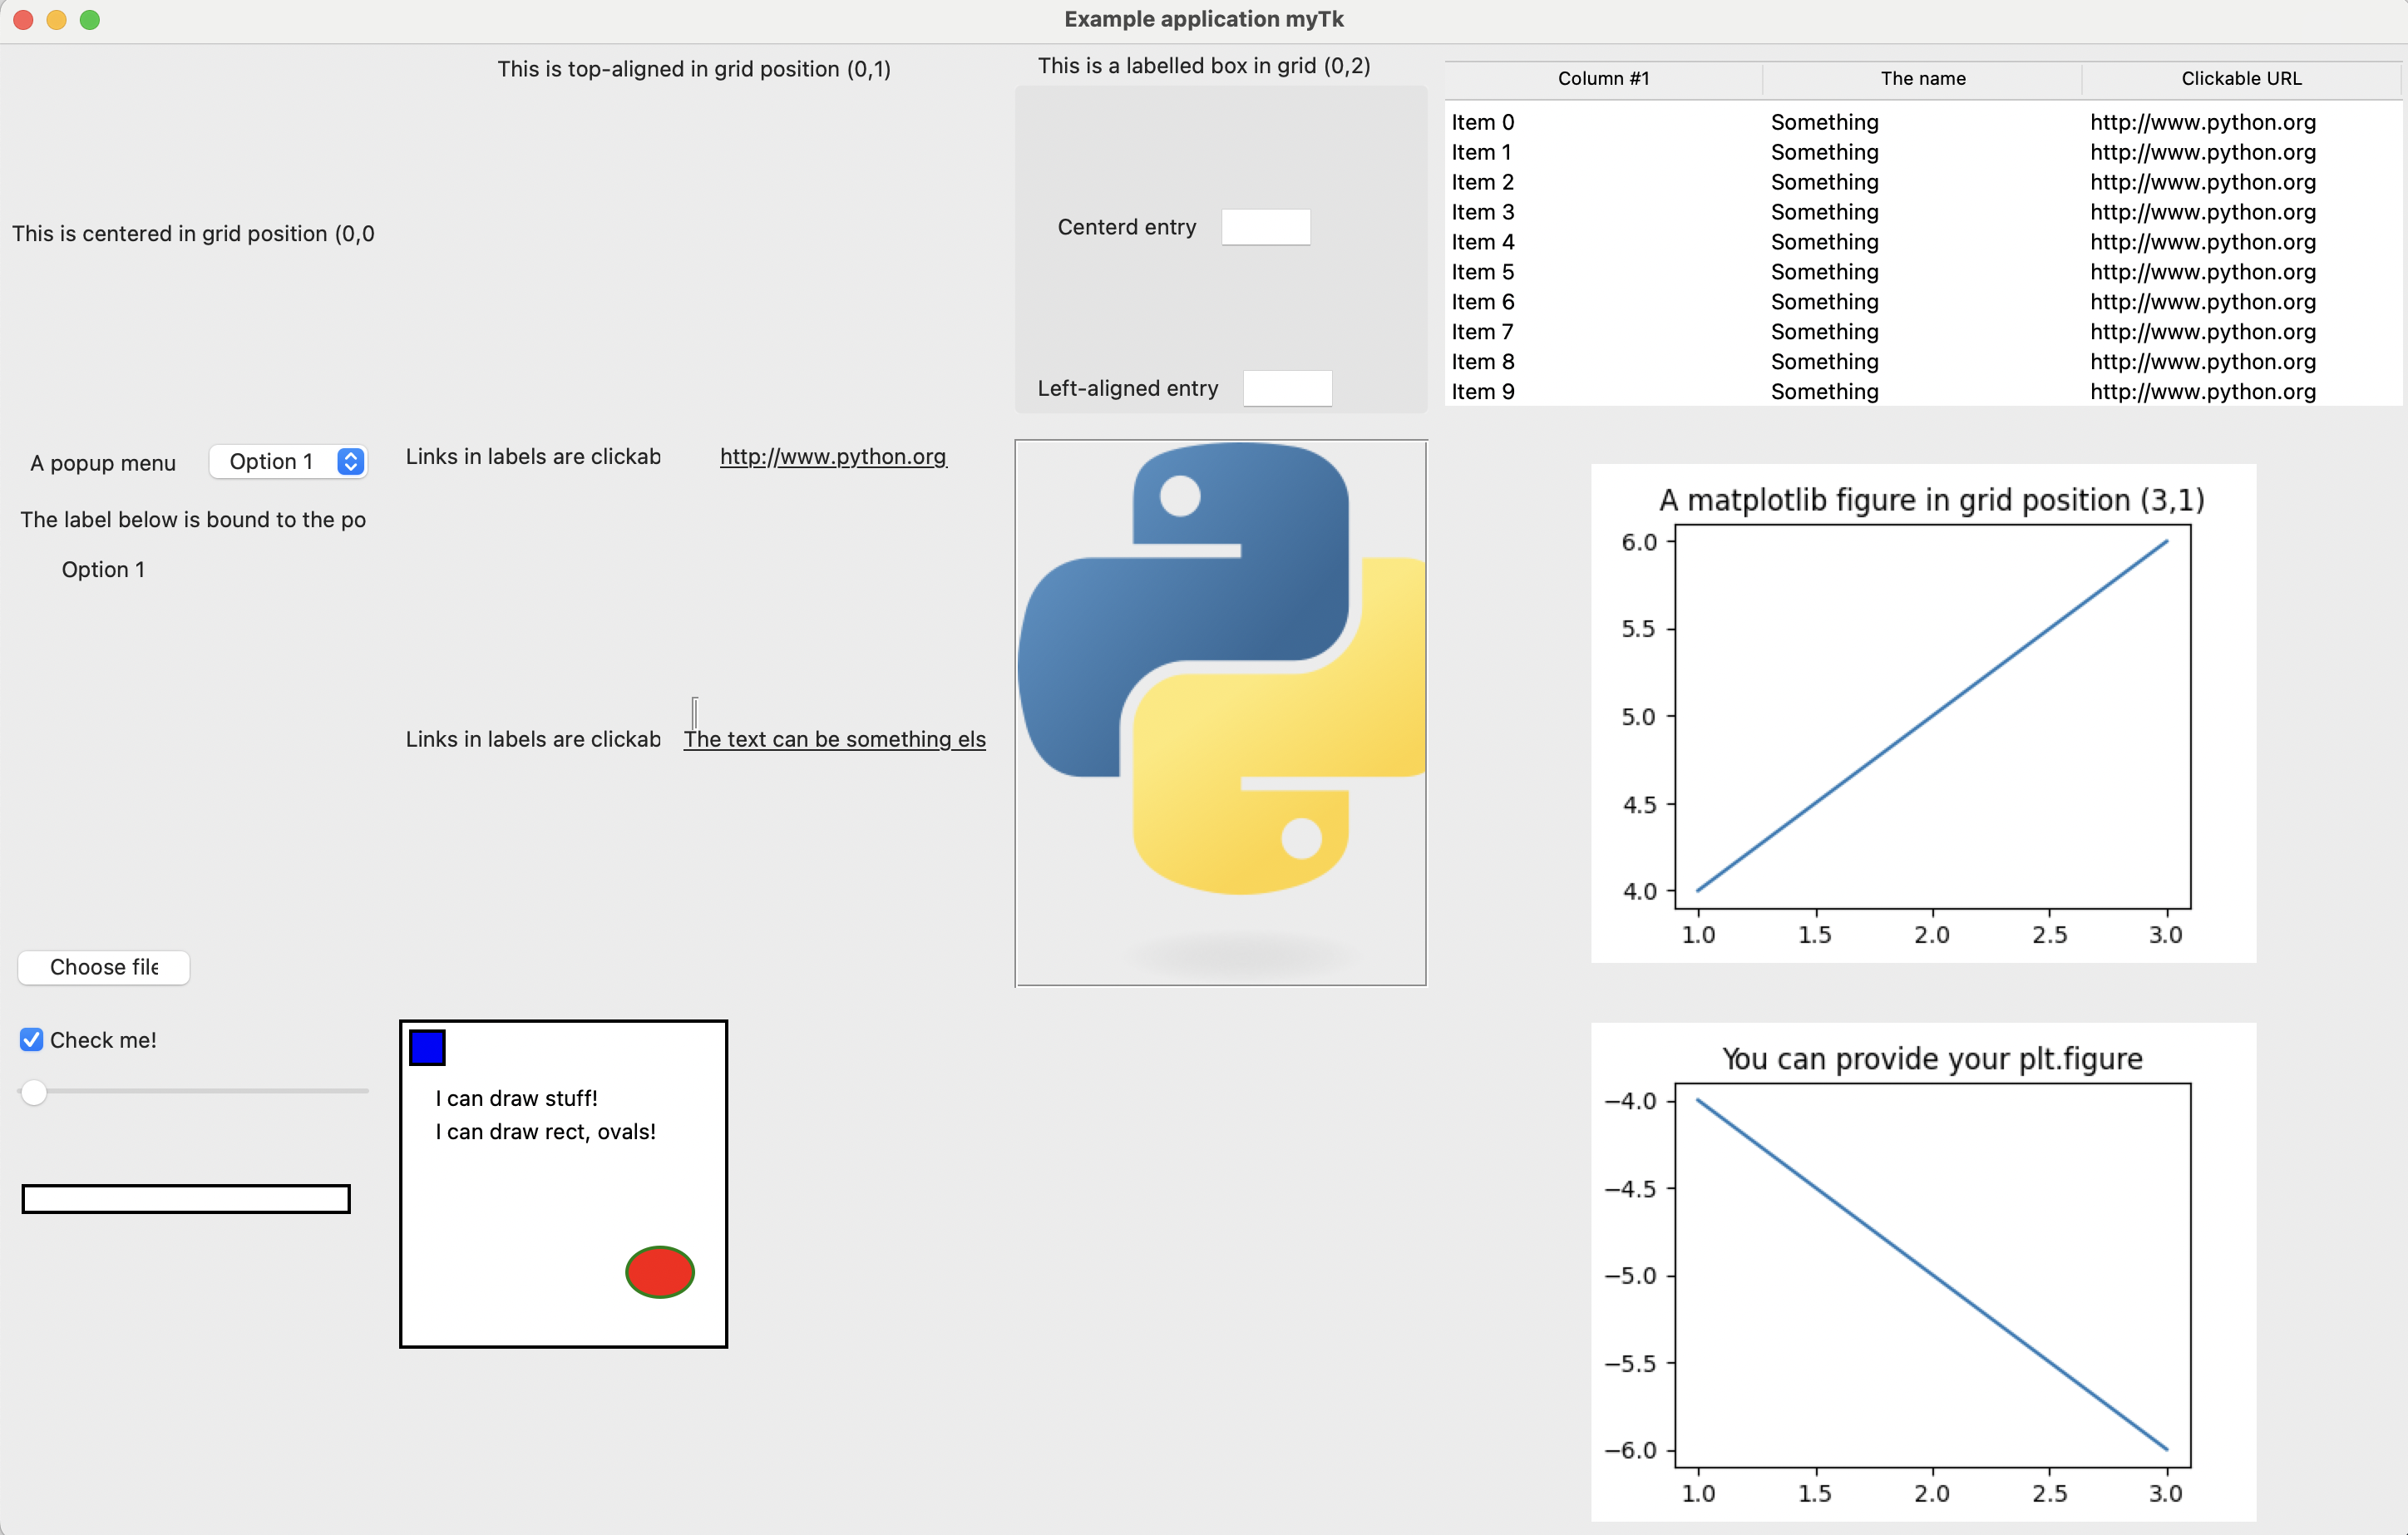 Example application myTk
This is top-aligned in grid position (0,1)
This is a labelled box in grid (0,2)
Column #1 The name Clickable URL
Item 0 Something http://www.python.org
Item 1 Something http://www.python.org
Item 2 Something http://www.python.org
Item 3 Something http://www.python.org
Item 4 Something http://www.python.org
Item 5 Something http://www.python.org
Item 6 Something http://www.python.org
Item 7 Something http://www.python.org
Item 8 Something http://www.python.org
Item 9 Something http://www.python.org
This is centered in grid position (0,0
Centerd entry
Left-aligned entry
A popup menu Option 1
The label below is bound to the po
Option 1
Links in labels are clickab http://www.python.org
Links in labels are clickab The text can be something els
A matplotlib figure in grid position (3,1)
6.0
5.5
5.0
4.5
4.0
1.0 1.5 2.0 2.5 3.0
Choose file
Check me!
I can draw stuff!
I can draw rect, ovals!
You can provide your plt.figure
−4.0
−4.5
−5.0
−5.5
−6.0
1.0 1.5 2.0 2.5 3.0